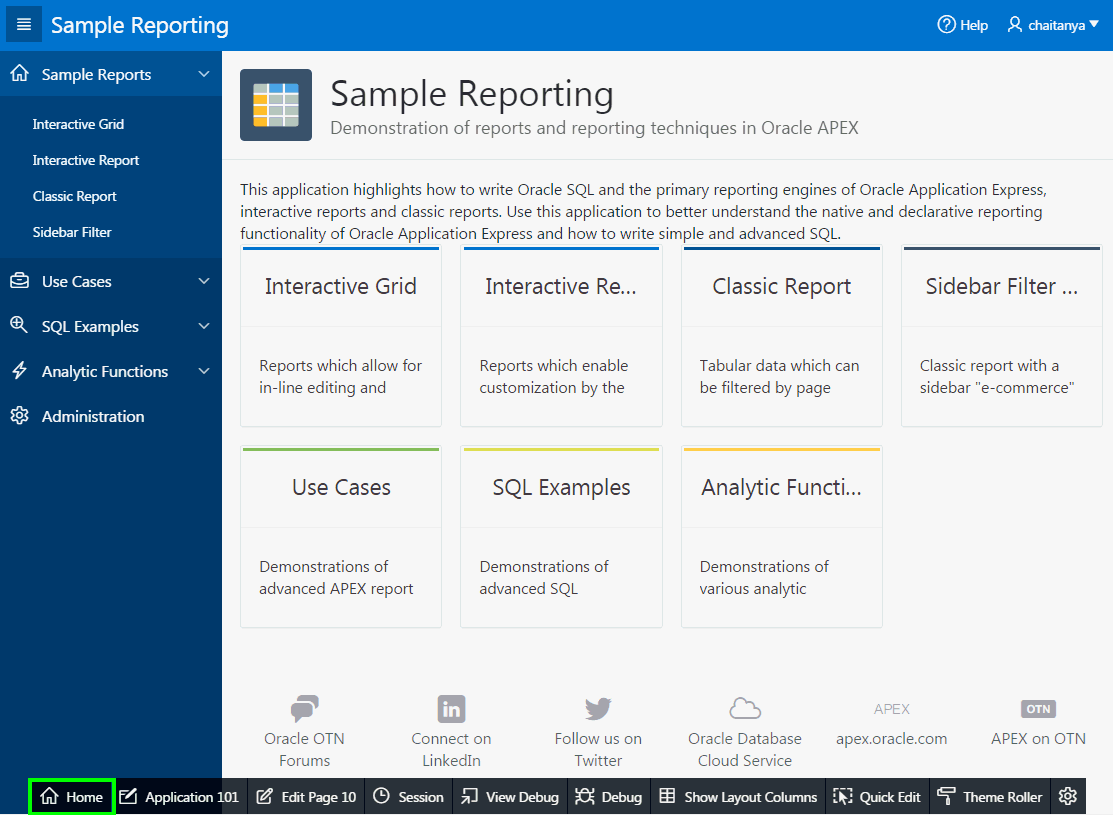 Sample Reporting
Help
chaitanya
Sample Reports
Interactive Grid
Interactive Report
Classic Report
Sidebar Filter
Use Cases
SQL Examples
Analytic Functions
Administration
Sample Reporting
Demonstration of reports and reporting techniques in Oracle APEX
This application highlights how to write Oracle SQL and the primary reporting engines of Oracle Application Express,
interactive reports and classic reports. Use this application to better understand the native and declarative reporting
functionality of Oracle Application Express and how to write simple and advanced SQL.
Interactive Grid
Reports which allow for
in-line editing and
Interactive Re...
Reports which enable
customization by the
Classic Report
Tabular data which can
be filtered by page
Sidebar Filter ...
Classic report with a
sidebar "e-commerce"
Use Cases
Demonstrations of
advanced APEX report
SQL Examples
Demonstrations of
advanced SQL
Analytic Functi...
Demonstrations of
various analytic
Oracle OTN
Forums
in
Connect on
LinkedIn
Follow us on
Twitter
Oracle Database
Cloud Service
APEX
apex.oracle.com
OTN
APEX on OTN
Home
Application 101
Edit Page 10
Session
View Debug
Debug
Show Layout Columns
Quick Edit
Theme Roller